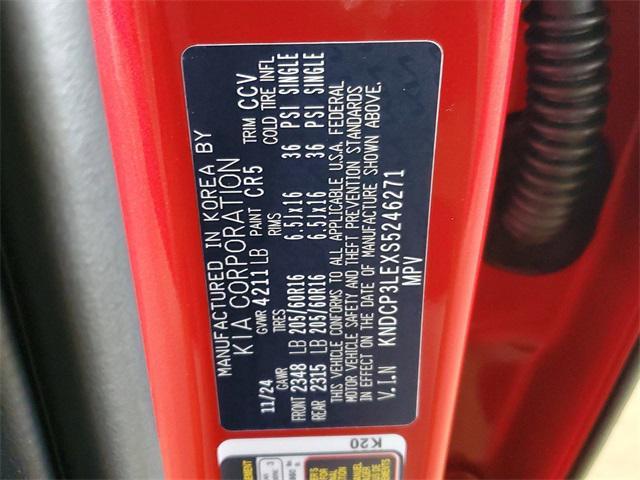 MANUFACTURED IN KOREA BY
KIA CORPORATION
11/24 GVWR 4211 LB PAINT CR5 TRIM CCV
GAWR TIRES RIMS COLD TIRE INFL
FRONT 2348 LB 205/60R16 6.5Jx16 36 PSI SINGLE
REAR 2315 LB 205/60R16 6.5Jx16 36 PSI SINGLE
THIS VEHICLE CONFORMS TO ALL APPLICABLE U.S.A. FEDERAL
MOTOR VEHICLE SAFETY AND THEFT PREVENTION STANDARDS
IN EFFECT ON THE DATE OF MANUFACTURE SHOWN ABOVE.
V.I.N KNDCP3LEXS5246271
MPV
K20